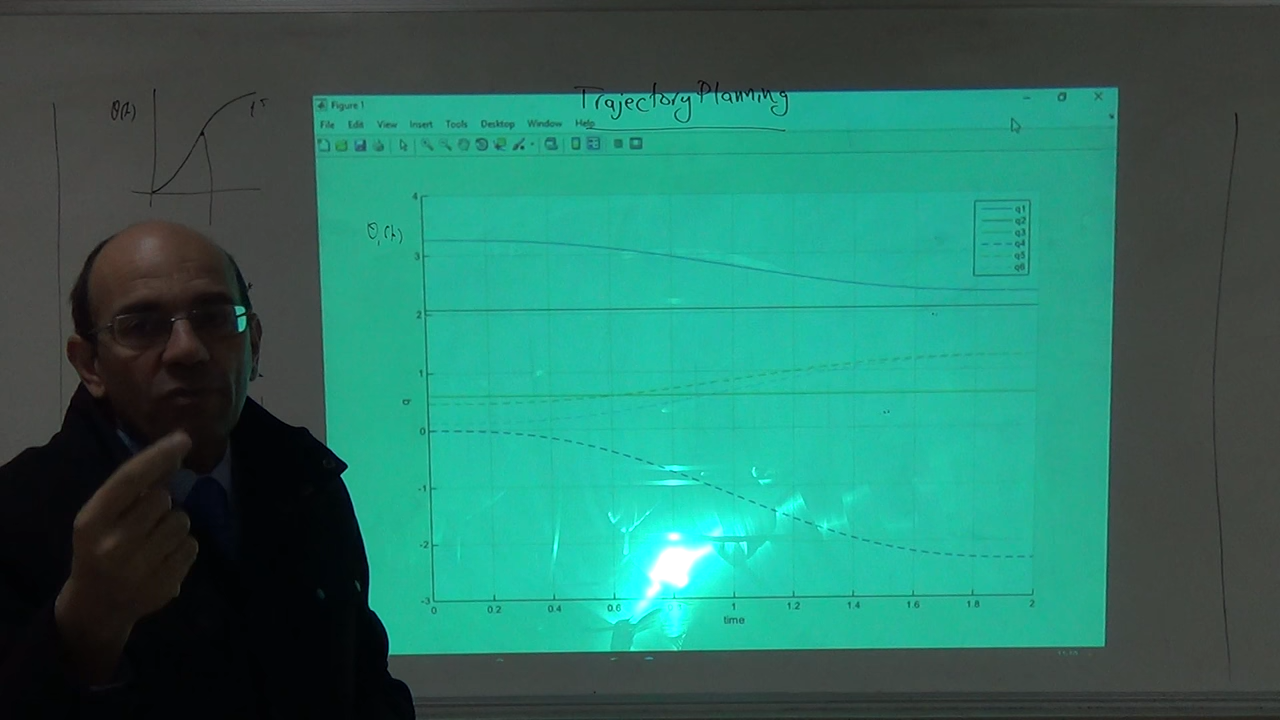 Trajectory Planning
θ(t)
Figure 1
File Edit View Insert Tools Desktop Window Help
θ₁(t)
q
4
3
2
1
0
-1
-2
-3
0 0.2 0.4 0.6 1 1.2 1.4 1.6 1.8 2
time
q1
q2
q3
q4
q5
q6